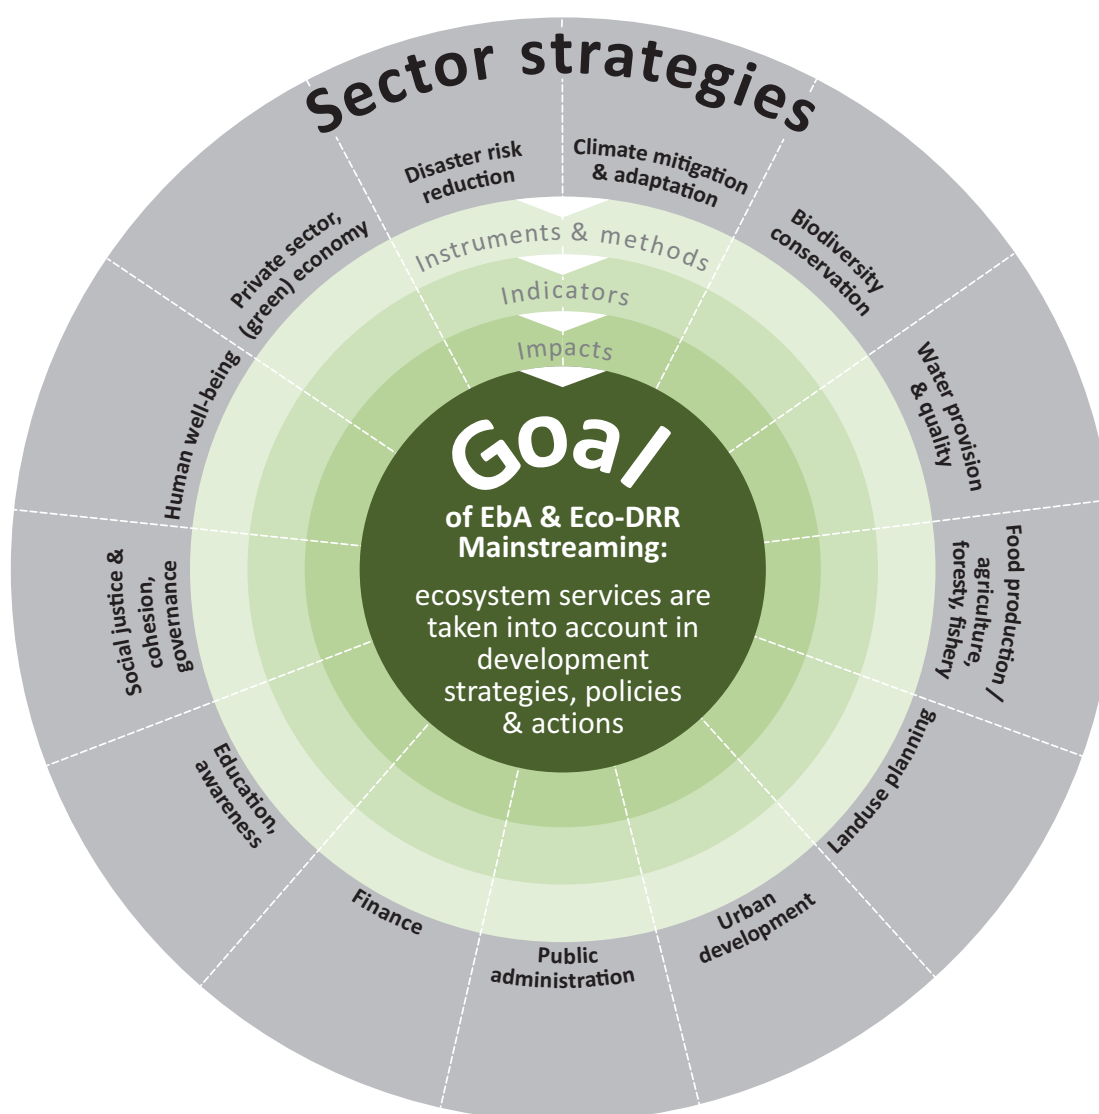 Sector strategies
Disaster risk
reduction
Climate mitigation
& adaptation
Biodiversity
conservation
Water provision
& quality
Food production /
agriculture,
foresty, fishery
Landuse planning
Urban
development
Public
administration
Finance
Education,
awareness
Social justice &
cohesion,
governance
Human well-being
Private sector,
(green) economy
Instruments & methods
Indicators
Impacts
Goal
of EbA & Eco-DRR
Mainstreaming:
ecosystem services are
taken into account in
development
strategies, policies
& actions